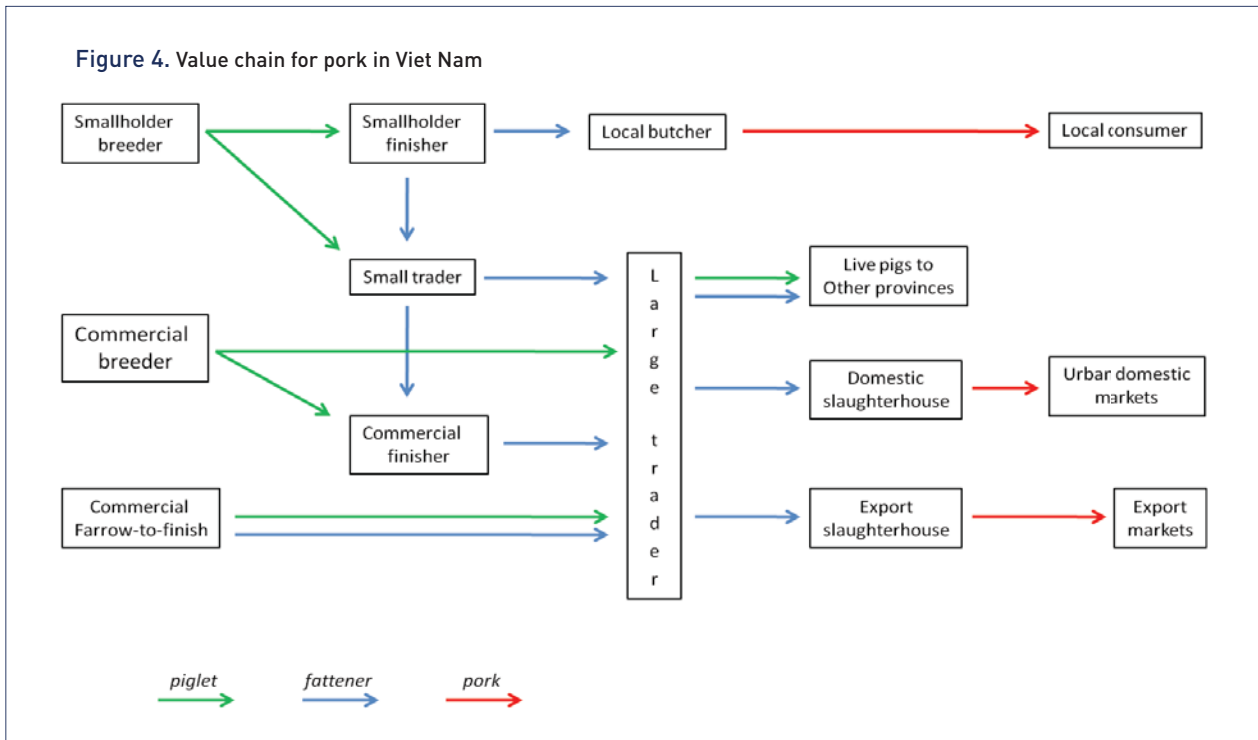 Figure 4. Value chain for pork in Viet Nam
Smallholder
breeder
Smallholder
finisher
Local butcher
Local consumer
Small trader
Large trader
Live pigs to
Other provinces
Commercial
breeder
Domestic
slaughterhouse
Urbar domestic
markets
Commercial
finisher
Commercial
Farrow-to-finish
Export
slaughterhouse
Export
markets
piglet
fattener
pork